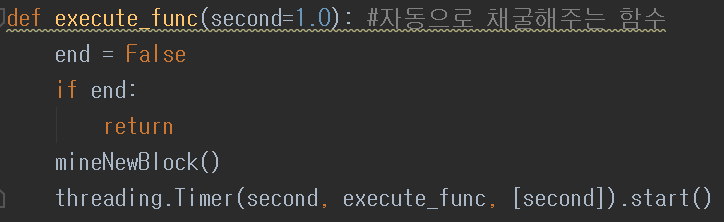 def execute_func(second=1.0): #자동으로 채굴해주는 함수
    end = False
    if end:
        return
    mineNewBlock()
    threading.Timer(second, execute_func, [second]).start()